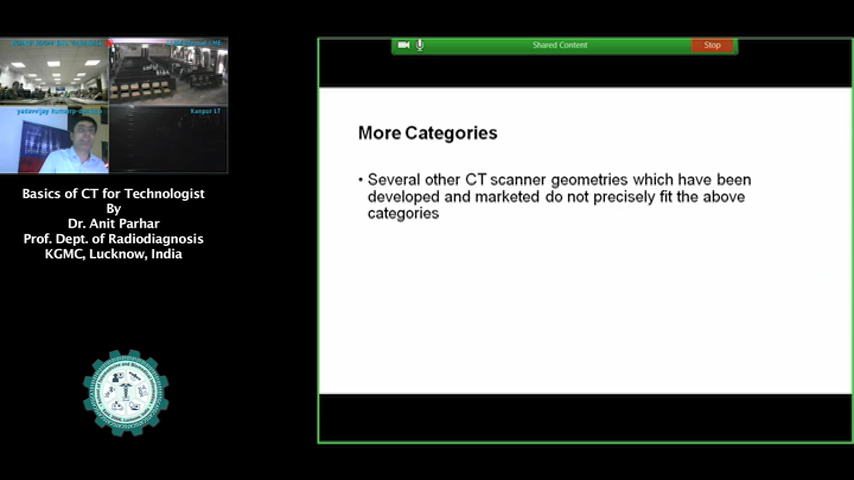 Kanpur LT
Basics of CT for Technologist
By
Dr. Anit Parhar
Prof. Dept. of Radiodiagnosis
KGMC, Lucknow, India
Shared Content
Stop
More Categories
• Several other CT scanner geometries which have been
developed and marketed do not precisely fit the above
categories